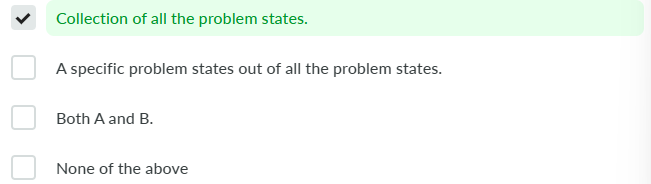 Collection of all the problem states.
A specific problem states out of all the problem states.
Both A and B.
None of the above